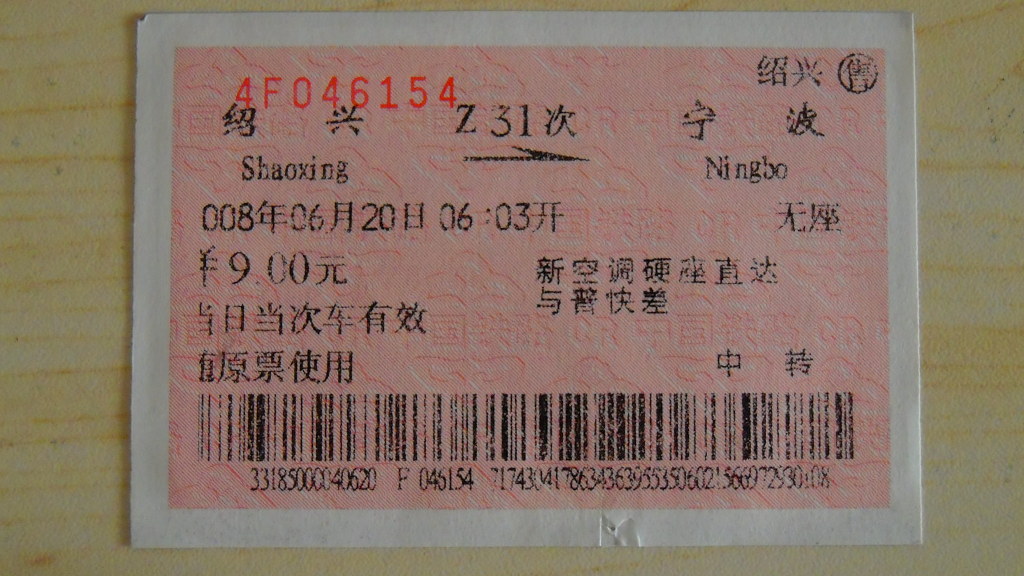 绍兴 售
4F046154
绍兴 Z31次 宁波
Shaoxing Ningbo
008年06月20日 06:03开 无座
¥9.00元 新空调硬座直达
与普快差
当日当次车有效
原票使用 中转
33185000040620 F 046154